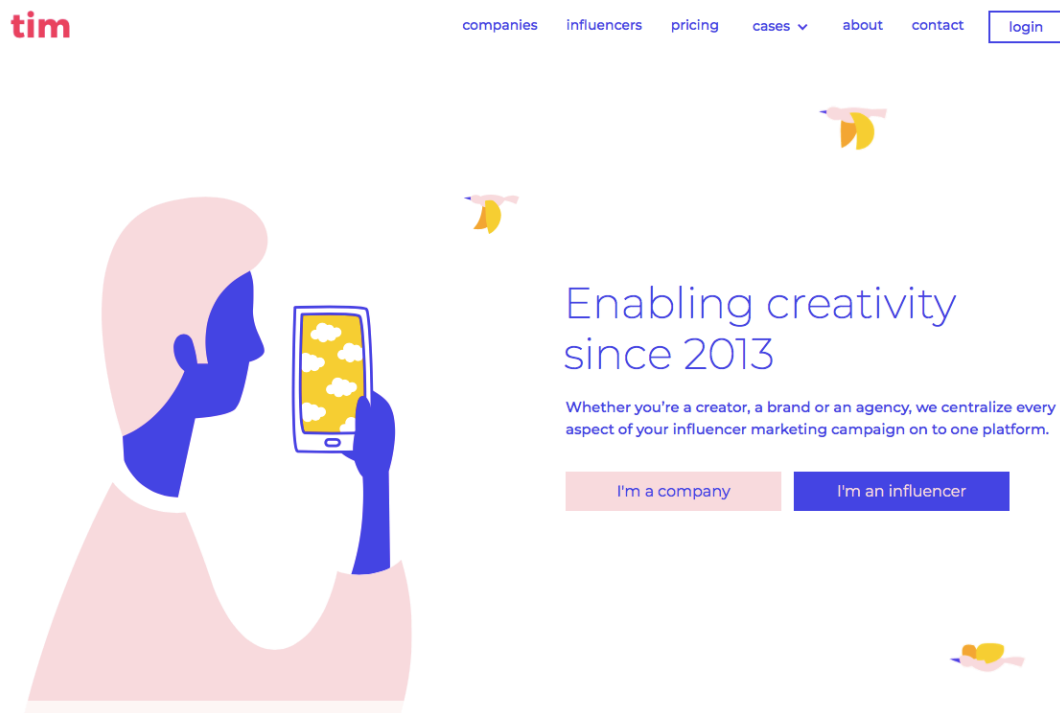 tim
companies influencers pricing cases about contact login
Enabling creativity
since 2013
Whether you’re a creator, a brand or an agency, we centralize every
aspect of your influencer marketing campaign on to one platform.
I'm a company I'm an influencer